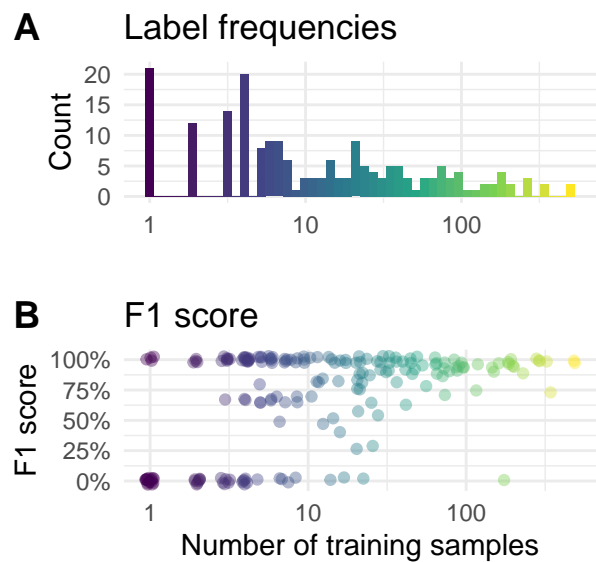 A Label frequencies
Count
20
15
10
5
0
1 10 100
B F1 score
F1 score
100%
75%
50%
25%
0%
1 10 100
Number of training samples